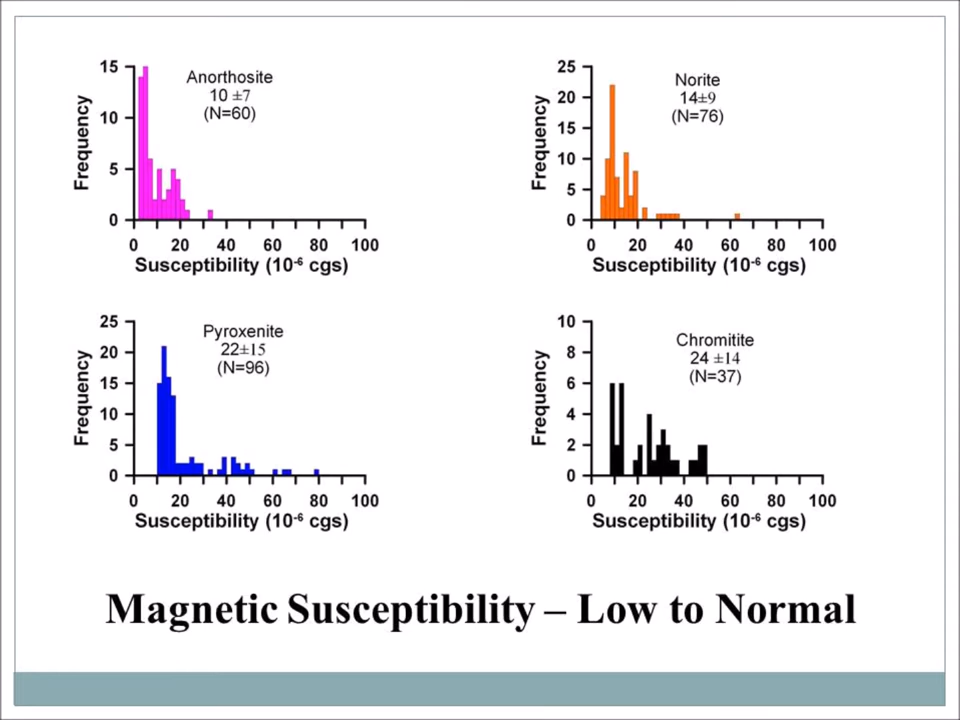 Anorthosite
10 ±7
(N=60)
15
10
5
0
Frequency
0 20 40 60 80 100
Susceptibility (10⁻⁶ cgs)
Norite
14±9
(N=76)
25
20
15
10
5
0
Frequency
0 20 40 60 80 100
Susceptibility (10⁻⁶ cgs)
Pyroxenite
22±15
(N=96)
25
20
15
10
5
0
Frequency
0 20 40 60 80 100
Susceptibility (10⁻⁶ cgs)
Chromitite
24 ±14
(N=37)
10
8
6
4
2
0
Frequency
0 20 40 60 80 100
Susceptibility (10⁻⁶ cgs)
Magnetic Susceptibility – Low to Normal